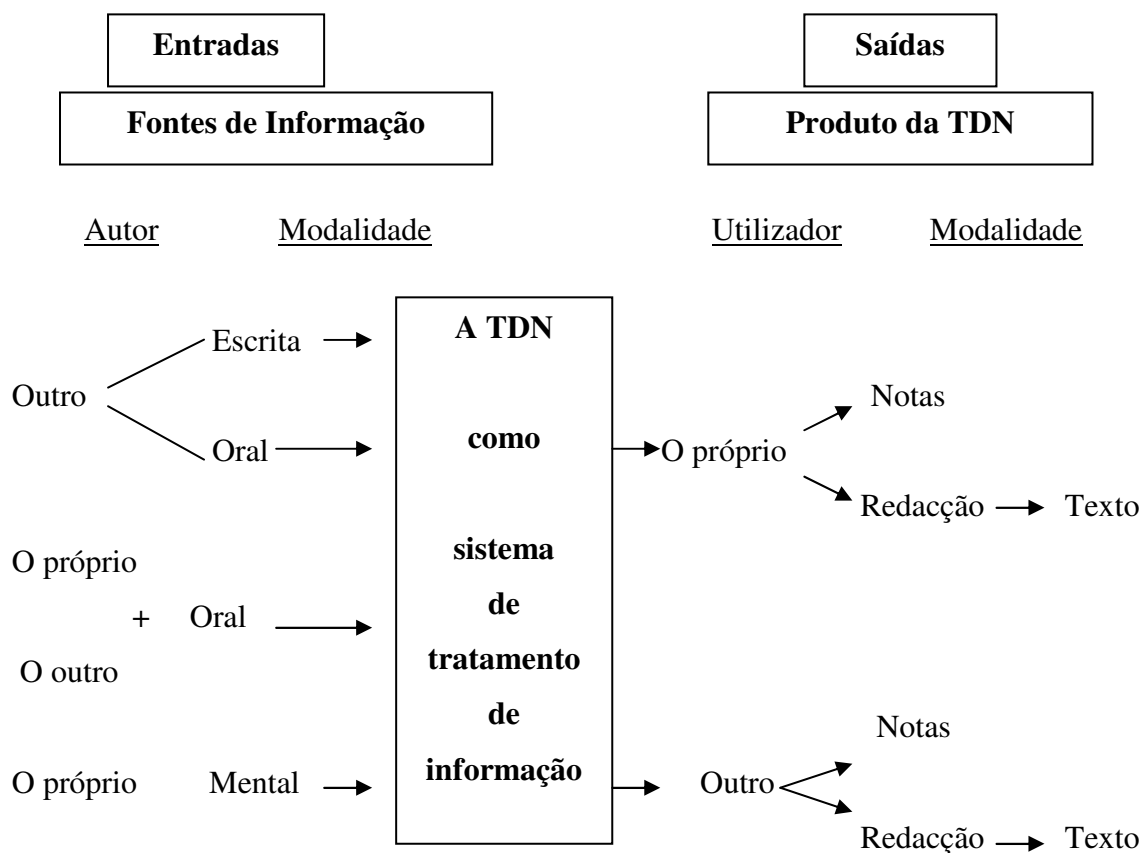 Entradas
Saídas
Fontes de Informação
Produto da TDN
Autor Modalidade
Utilizador Modalidade
Escrita
A TDN
Outro
Notas
Oral
como
O próprio
Redacção
Texto
O próprio
sistema
+ Oral
de
O outro
tratamento
de
Notas
O próprio
Mental
informação
Outro
Redacção
Texto